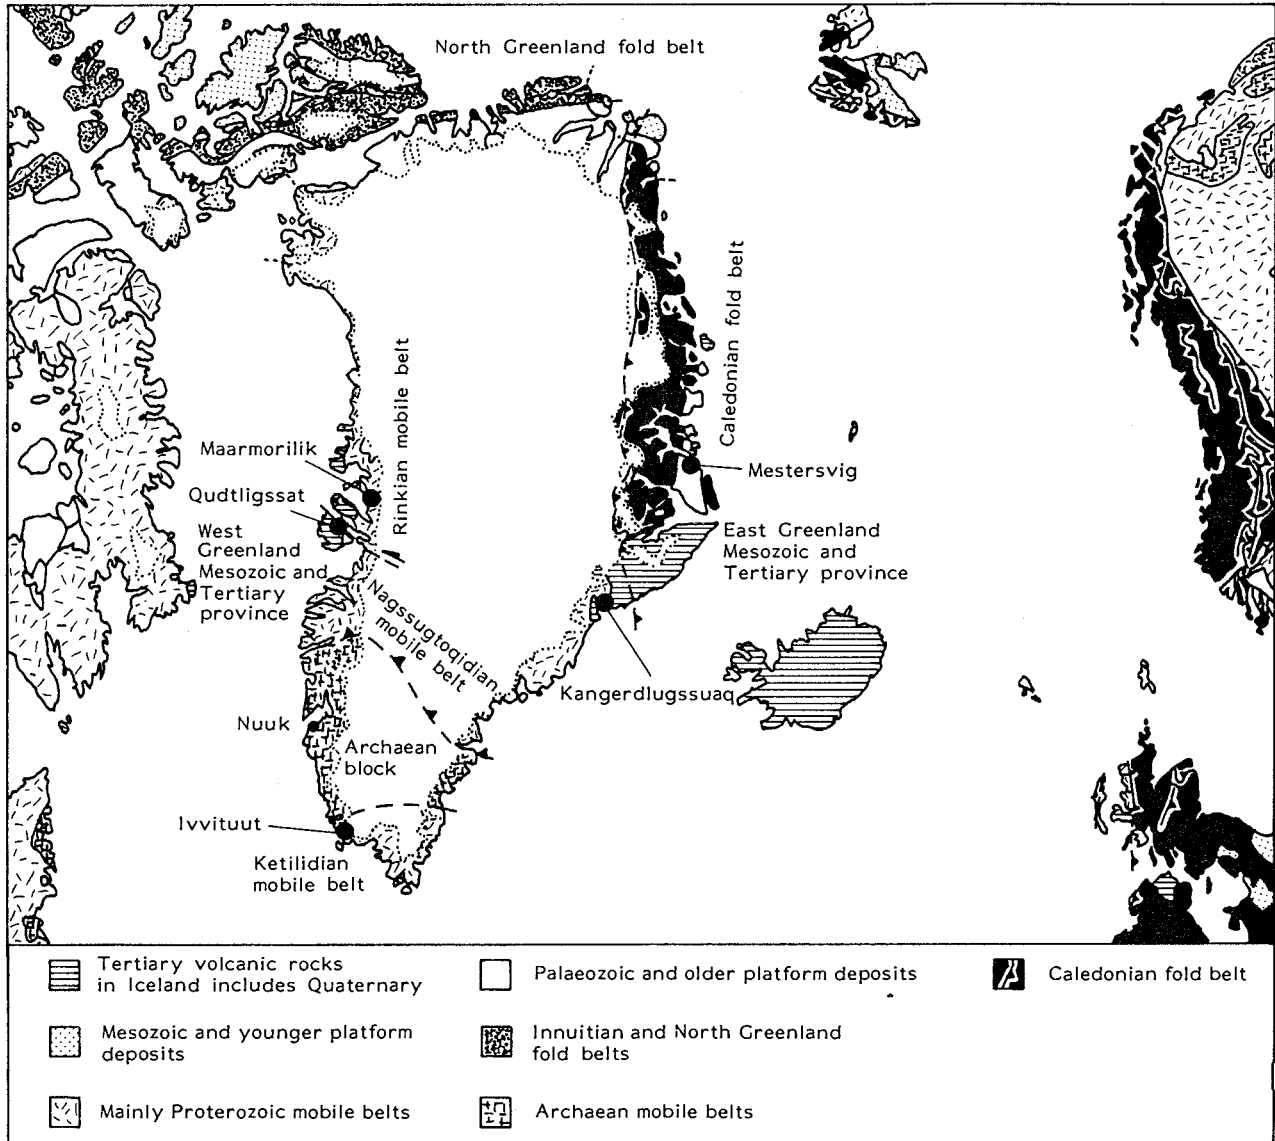 North Greenland fold belt
Caledonian fold belt
Rinkian mobile belt
Maarmorilik
Qudtligssat
West
Greenland
Mesozoic and
Tertiary
province
Mestersvig
East Greenland
Mesozoic and
Tertiary province
Nagssugtoqidian
mobile belt
Kangerdlugssuaq
Nuuk
Archaean
block
Ivvituut
Ketilidian
mobile belt
Tertiary volcanic rocks
in Iceland includes Quaternary
Palaeozoic and older platform deposits
Caledonian fold belt
Mesozoic and younger platform
deposits
Innuitian and North Greenland
fold belts
Mainly Proterozoic mobile belts
Archaean mobile belts